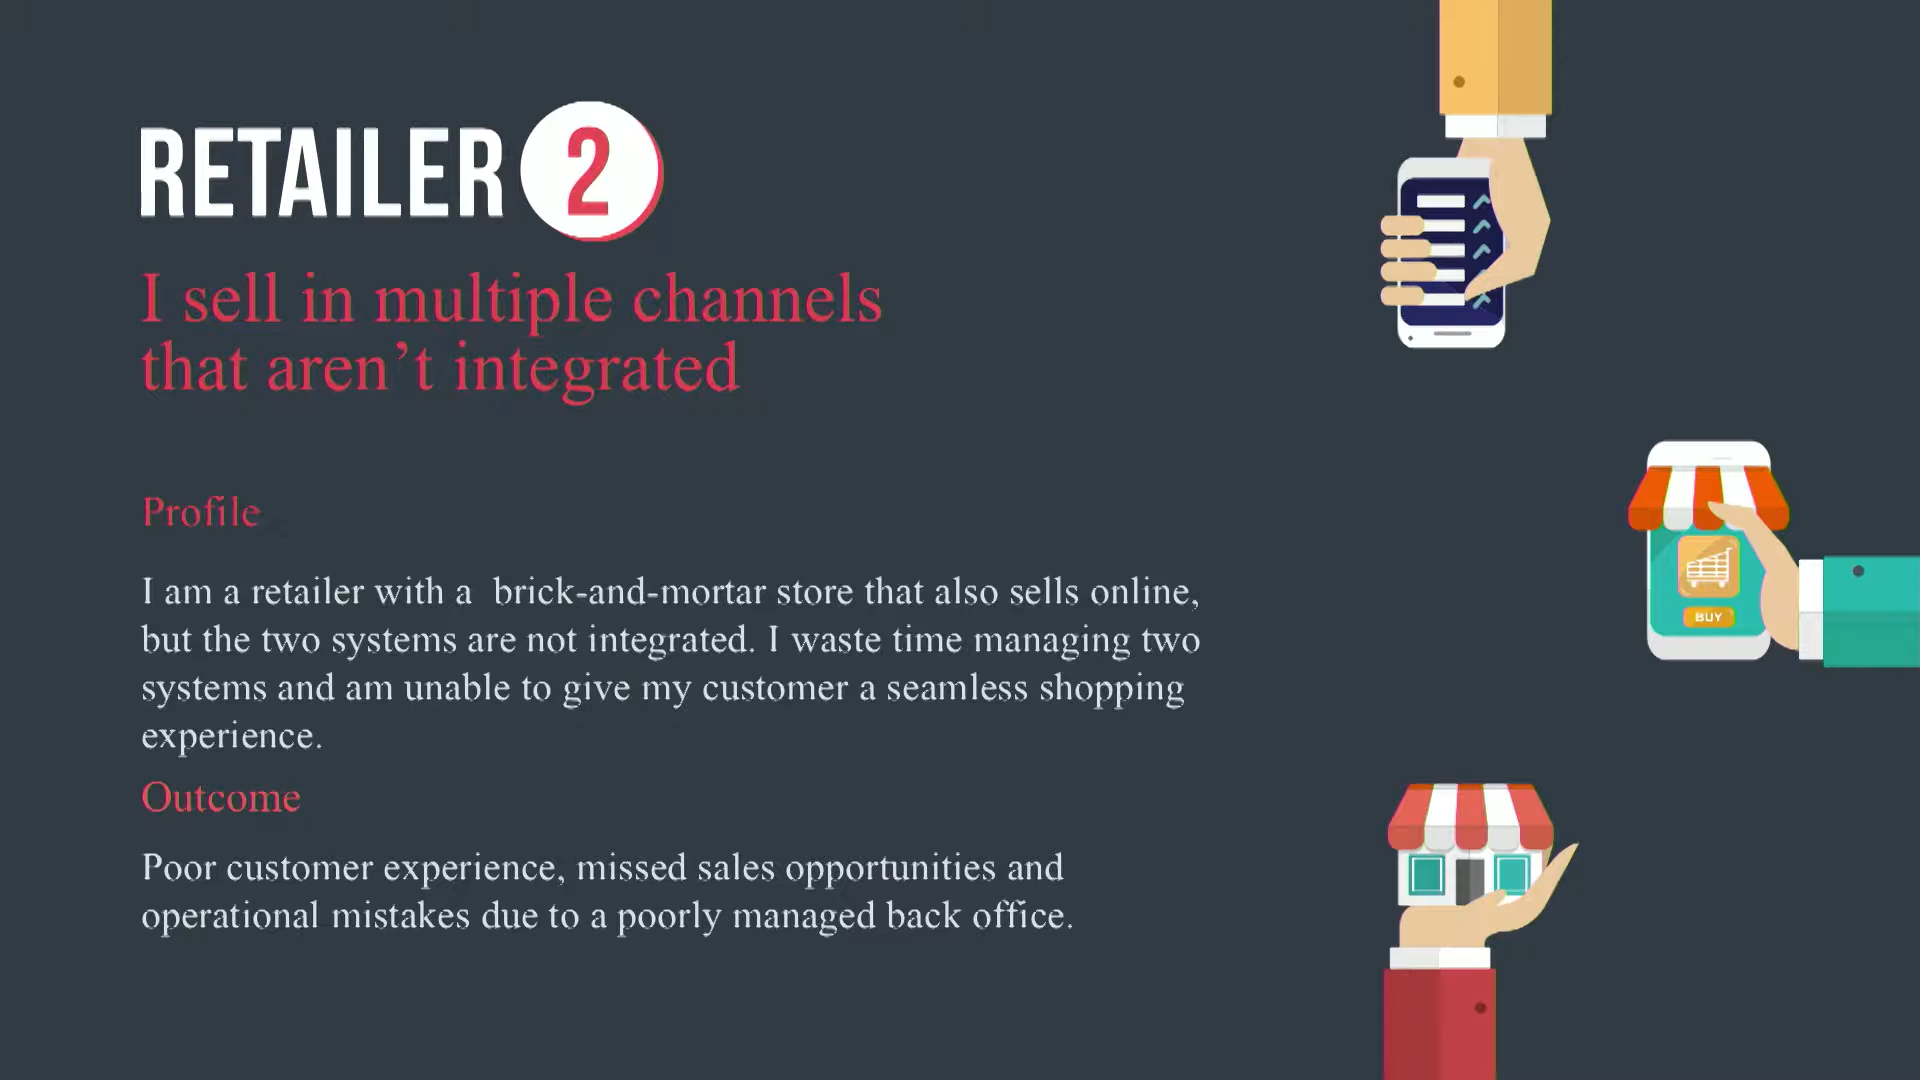 RETAILER 2
I sell in multiple channels
that aren’t integrated
Profile
I am a retailer with a  brick-and-mortar store that also sells online,
but the two systems are not integrated. I waste time managing two
systems and am unable to give my customer a seamless shopping
experience.
Outcome
Poor customer experience, missed sales opportunities and
operational mistakes due to a poorly managed back office.
BUY